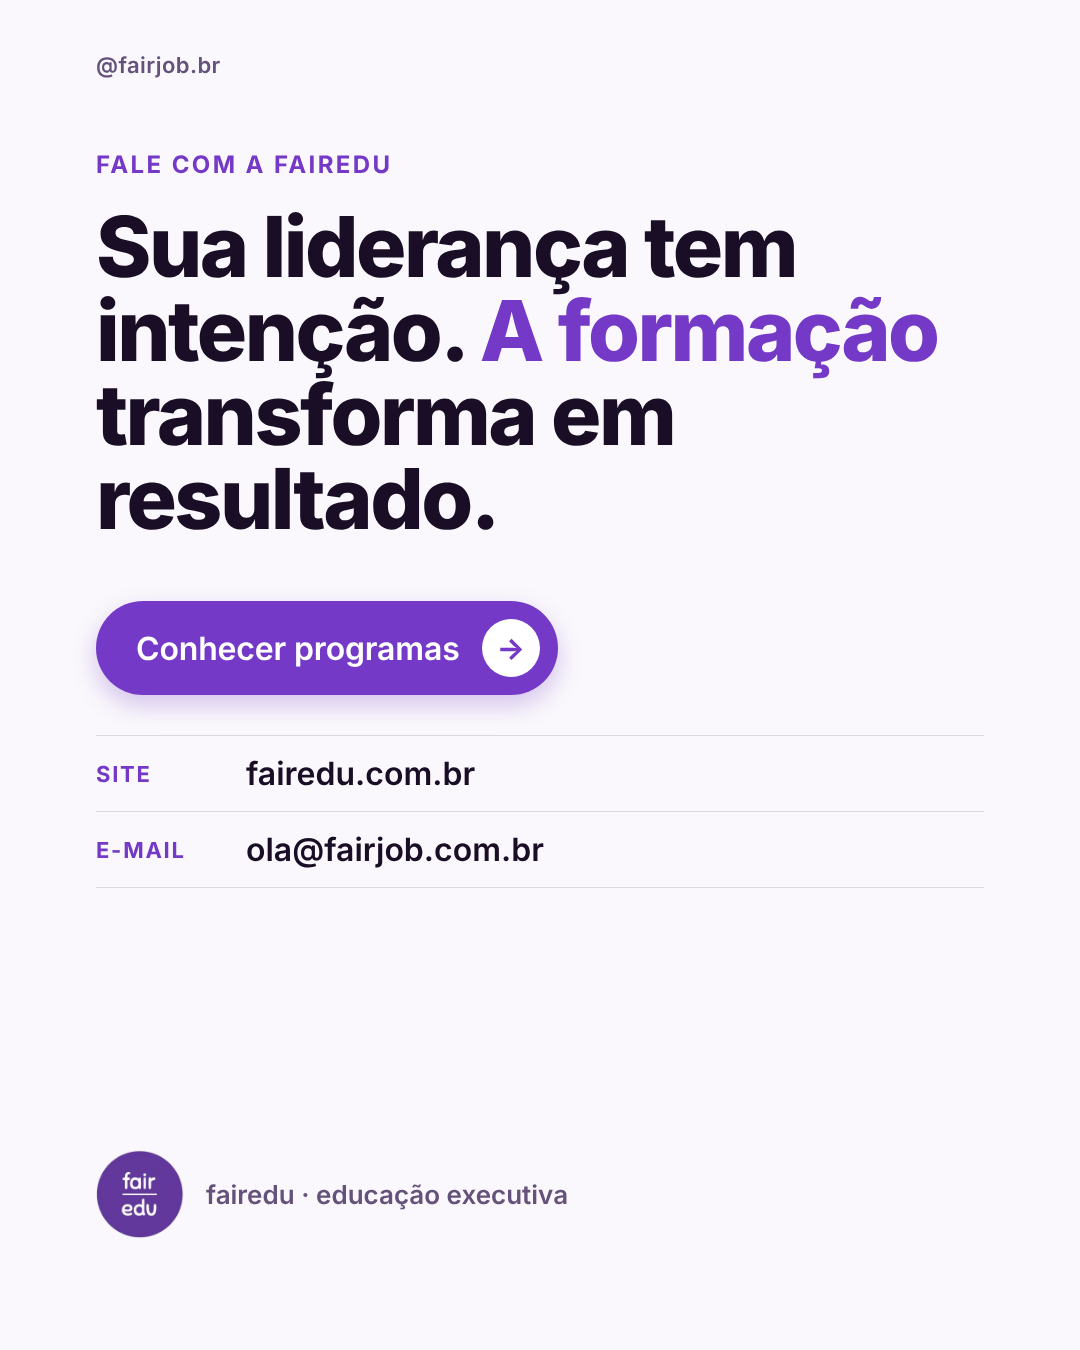 @fairjob.br
FALE COM A FAIREDU
Sua liderança tem
intenção. A formação
transforma em
resultado.
Conhecer programas
SITE fairedu.com.br
E-MAIL ola@fairjob.com.br
fair
edu
fairedu · educação executiva